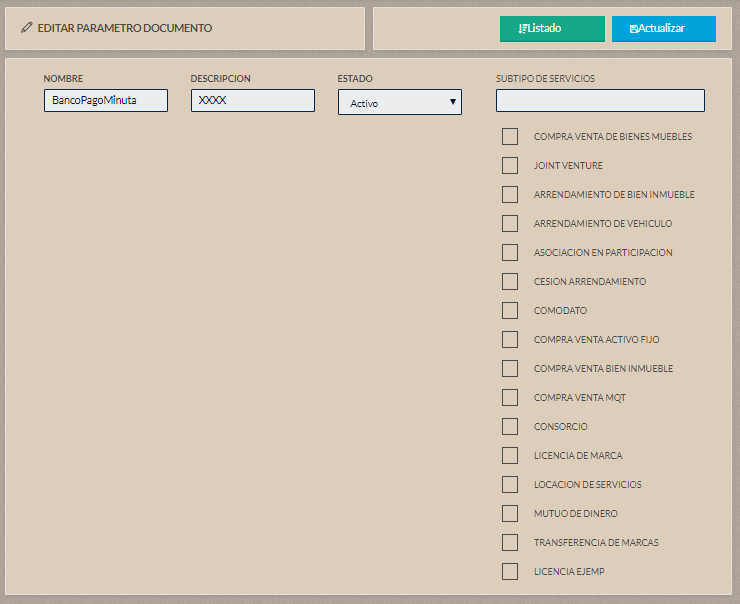 EDITAR PARAMETRO DOCUMENTO
Listado
Actualizar
NOMBRE
DESCRIPCION
ESTADO
SUBTIPO DE SERVICIOS
BancoPagoMinuta
XXXX
Activo
COMPRA VENTA DE BIENES MUEBLES
JOINT VENTURE
ARRENDAMIENTO DE BIEN INMUEBLE
ARRENDAMIENTO DE VEHICULO
ASOCIACION EN PARTICIPACION
CESION ARRENDAMIENTO
COMODATO
COMPRA VENTA ACTIVO FIJO
COMPRA VENTA BIEN INMUEBLE
COMPRA VENTA MQT
CONSORCIO
LICENCIA DE MARCA
LOCACION DE SERVICIOS
MUTUO DE DINERO
TRANSFERENCIA DE MARCAS
LICENCIA EJEMP